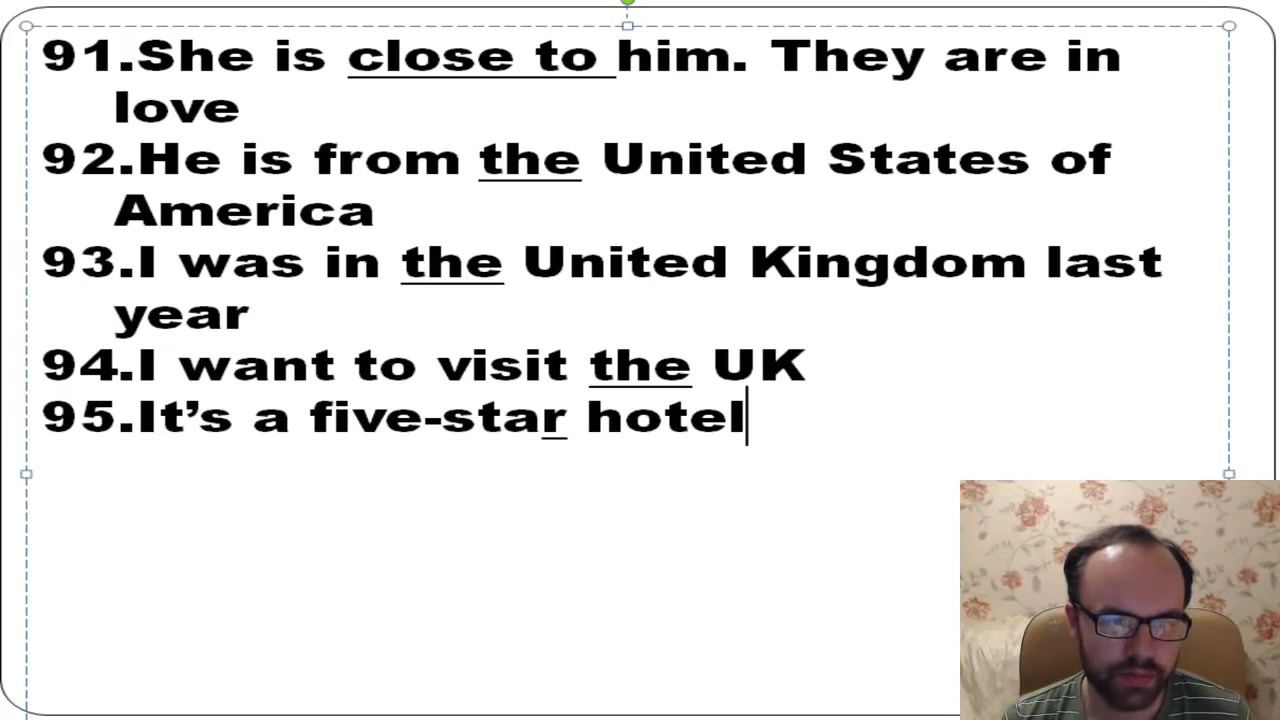 91.She is close to him. They are in
love
92.He is from the United States of
America
93.I was in the United Kingdom last
year
94.I want to visit the UK
95.It’s a five-star hotel